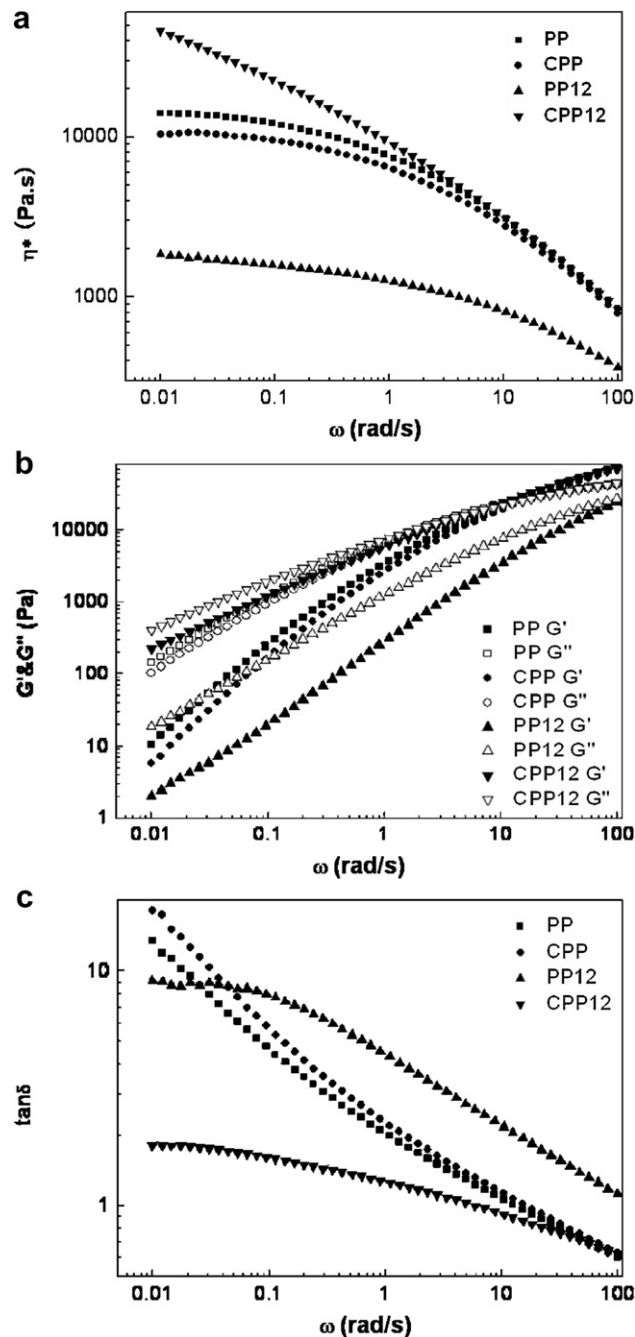 a
PP
CPP
PP12
CPP12
10000
1000
η* (Pa.s)
0.01 0.1 1 10 100
ω (rad/s)
b
10000
1000
100
10
1
G'&G'' (Pa)
PP G'
PP G''
CPP G'
CPP G''
PP12 G'
PP12 G''
CPP12 G'
CPP12 G''
0.01 0.1 1 10 100
ω (rad/s)
c
PP
CPP
PP12
CPP12
10
1
tanδ
0.01 0.1 1 10 100
ω (rad/s)